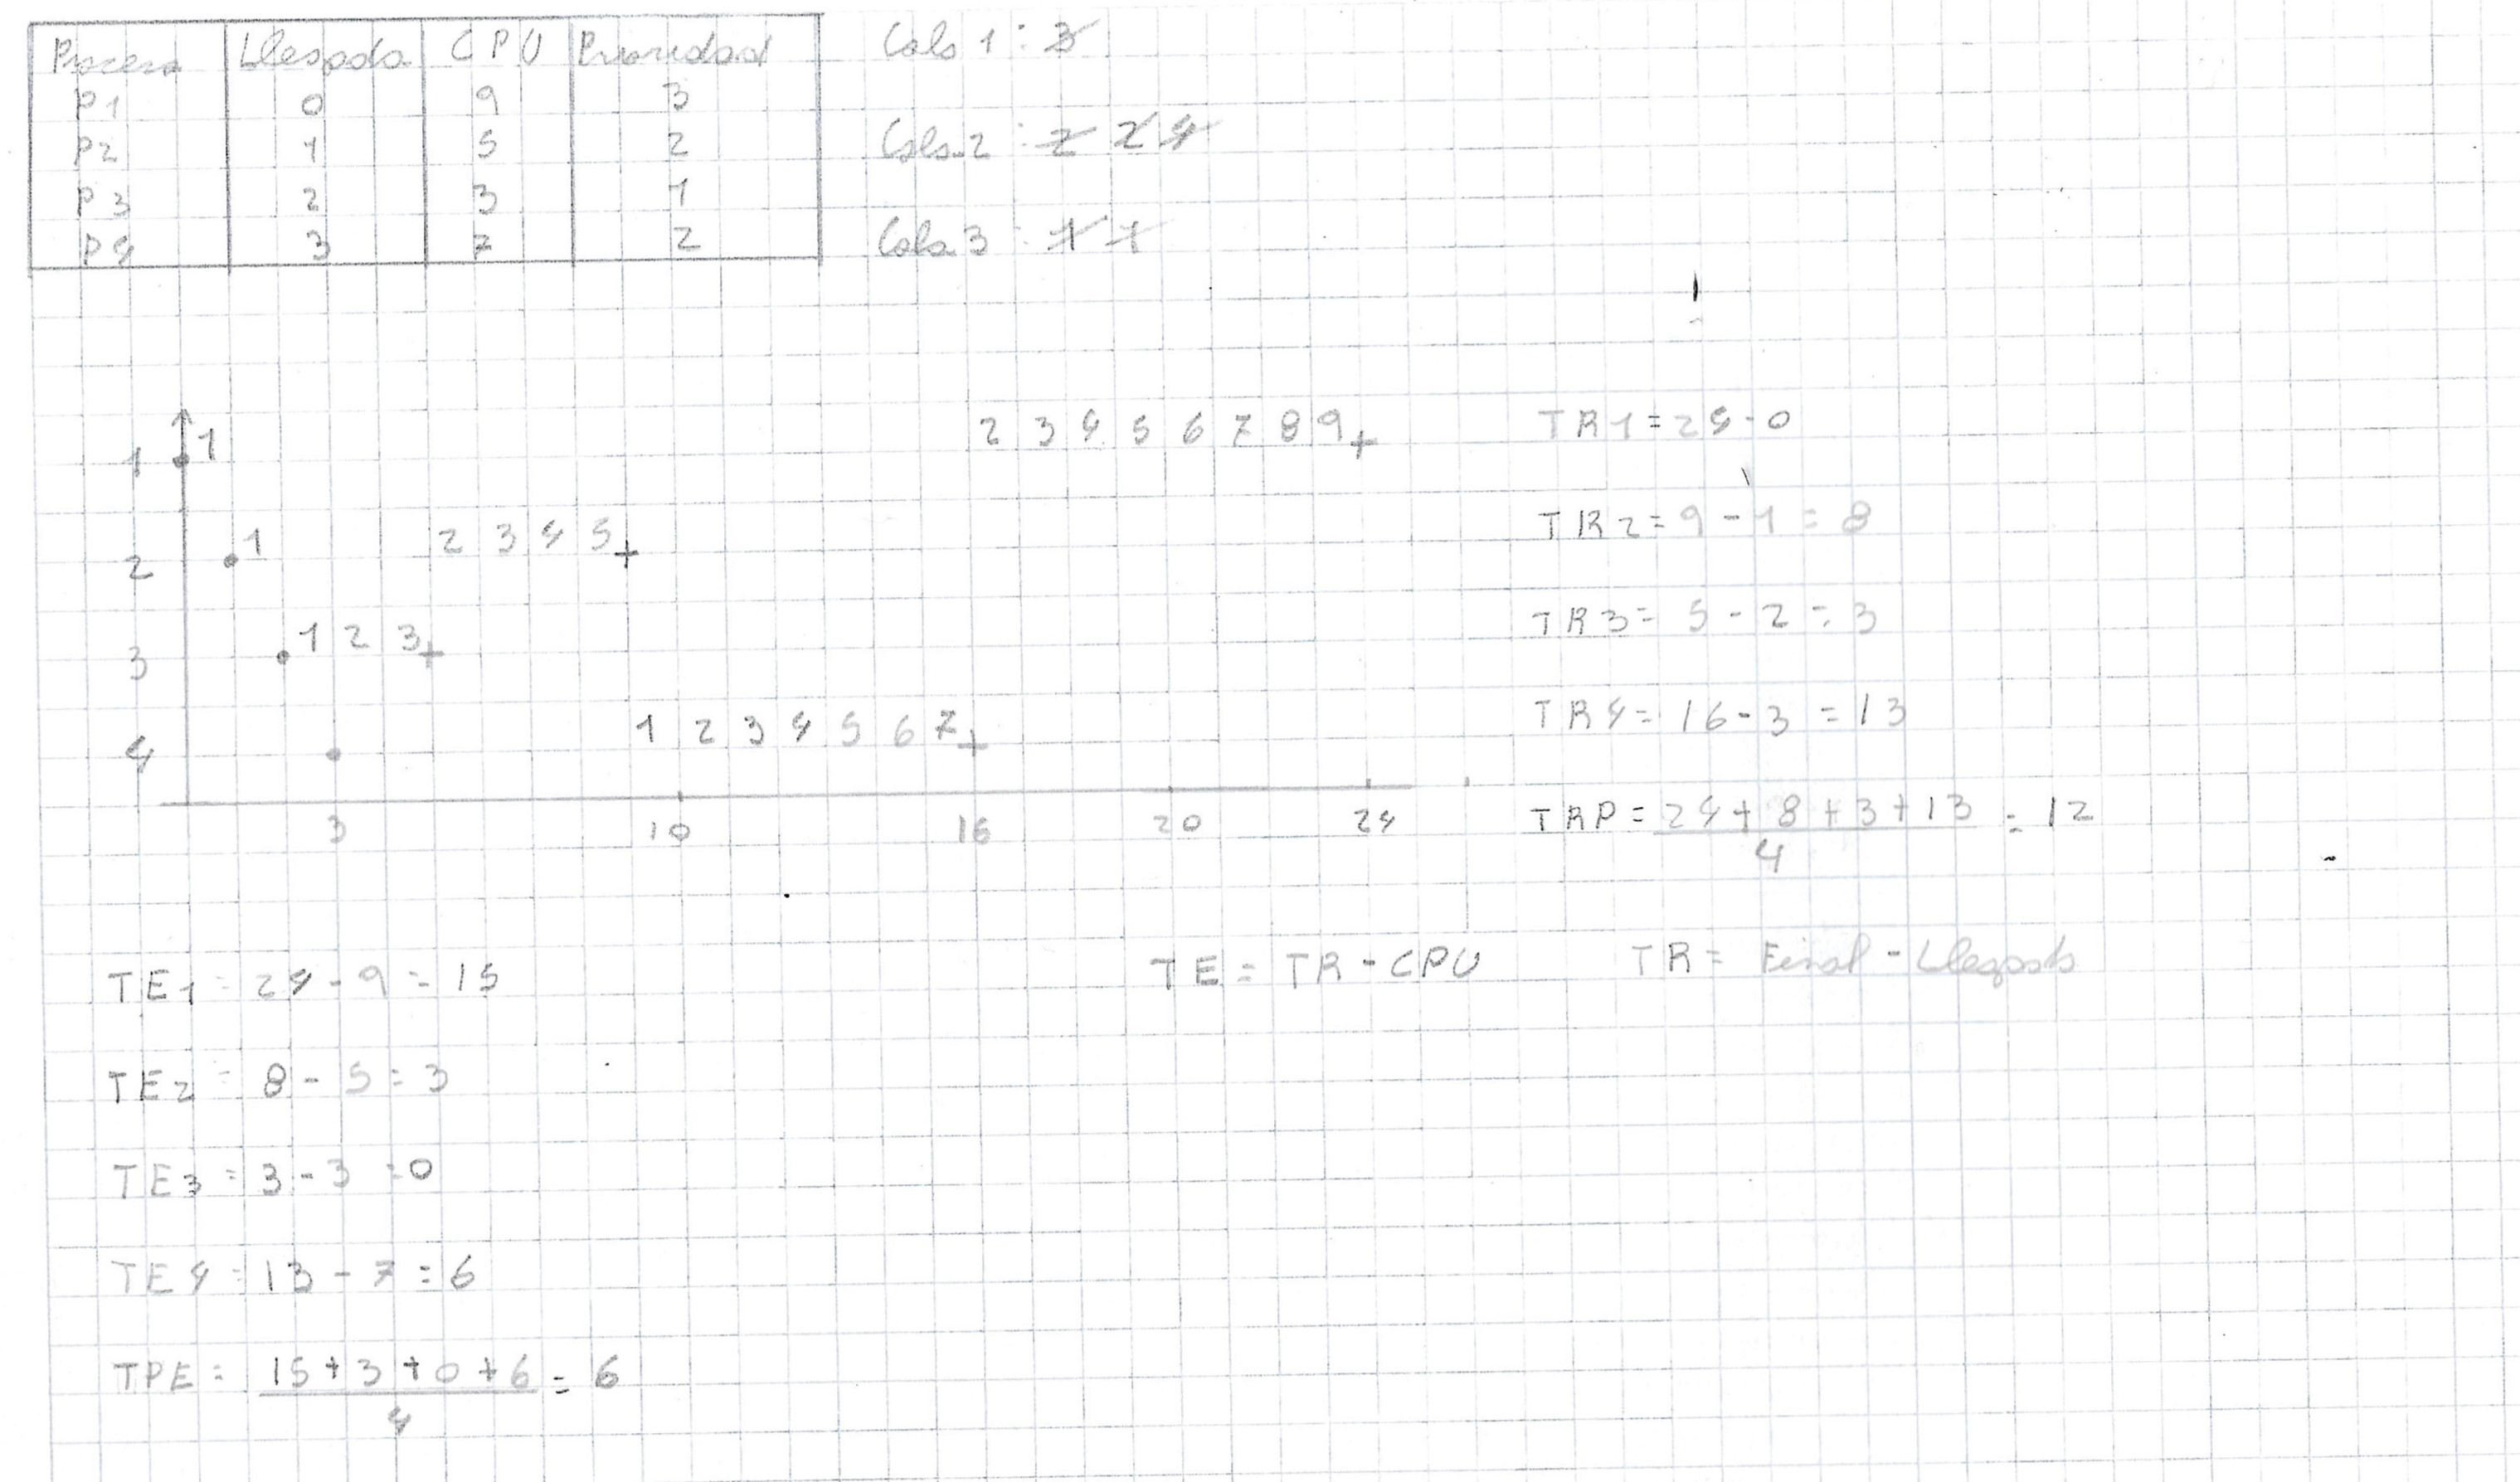 Proceso Llegada CPU Prioridad
P1 0 9 3
P2 1 5 2
P3 2 3 1
P4 3 7 2
Cola 1 : 3
Cola 2 : 2 2 4
Cola 3 : 1 1
1 1 2 3 4 5 6 7 8 9
2 1 2 3 4 5
3 1 2 3
4 1 2 3 4 5 6 7
3 10 16 20 24
TR1 = 24 - 0
TR2 = 9 - 1 = 8
TR3 = 5 - 2 = 3
TR4 = 16 - 3 = 13
TRP = 24 + 8 + 3 + 13 = 12
4
TE = TR - CPU TR = Final - Llegada
TE1 = 24 - 9 = 15
TE2 = 8 - 5 = 3
TE3 = 3 - 3 = 0
TE4 = 13 - 7 = 6
TPE = 15 + 3 + 0 + 6 = 6
4